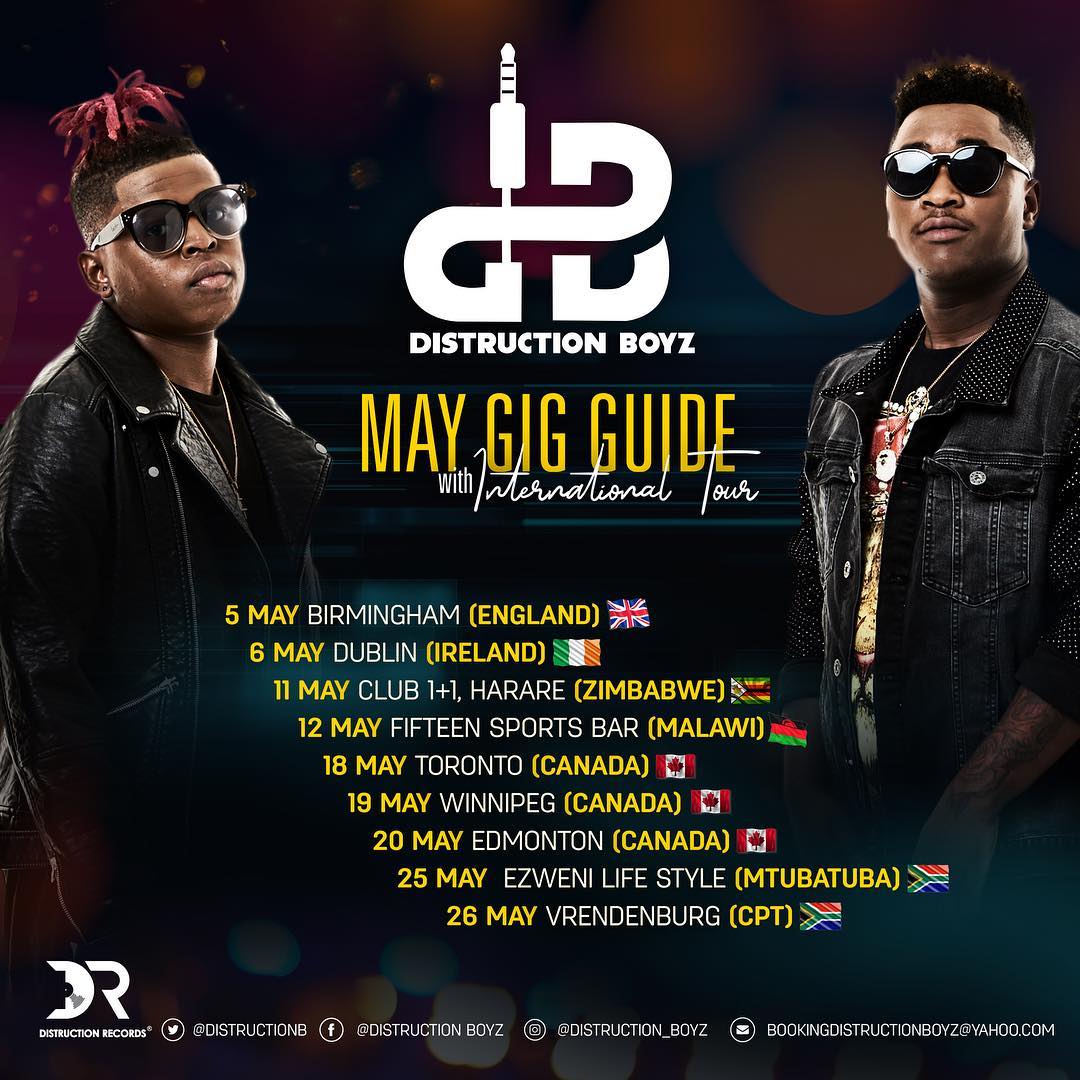 DISTRUCTION BOYZ
MAY GIG GUIDE
with International Tour
5 MAY BIRMINGHAM (ENGLAND)
6 MAY DUBLIN (IRELAND)
11 MAY CLUB 1+1, HARARE (ZIMBABWE)
12 MAY FIFTEEN SPORTS BAR (MALAWI)
18 MAY TORONTO (CANADA)
19 MAY WINNIPEG (CANADA)
20 MAY EDMONTON (CANADA)
25 MAY EZWENI LIFE STYLE (MTUBATUBA)
26 MAY VRENDENBURG (CPT)
DR
DISTRUCTION RECORDS® @DISTRUCTIONB @DISTRUCTION BOYZ @DISTRUCTION_BOYZ BOOKINGDISTRUCTIONBOYZ@YAHOO.COM